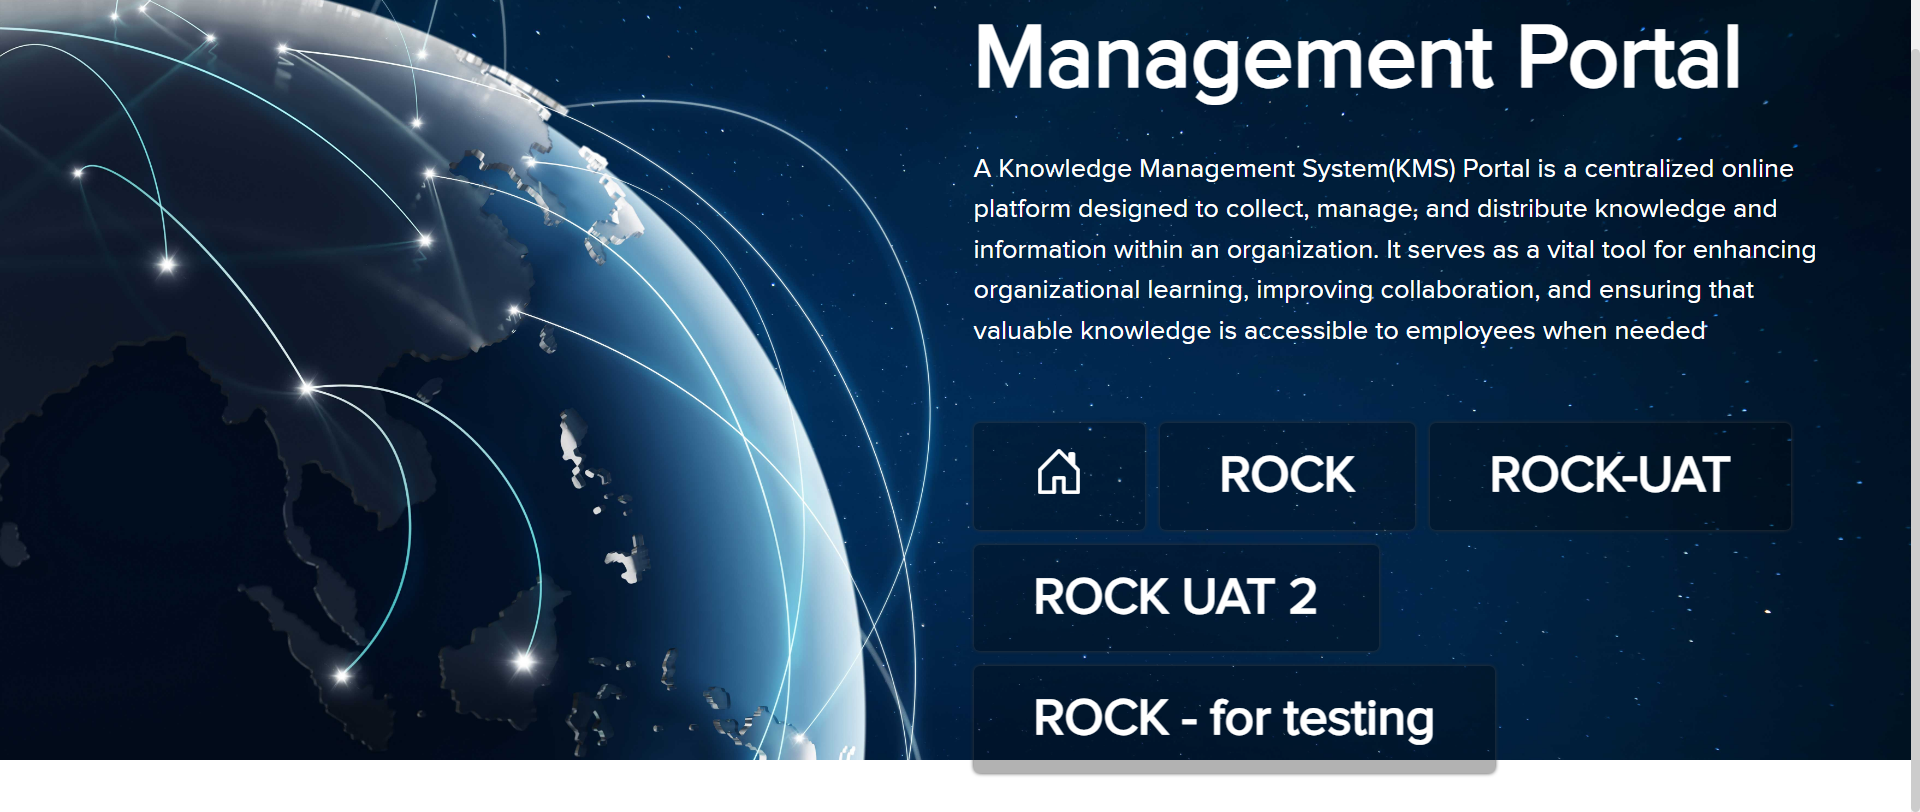 Management Portal
A Knowledge Management System(KMS) Portal is a centralized online
platform designed to collect, manage, and distribute knowledge and
information within an organization. It serves as a vital tool for enhancing
organizational learning, improving collaboration, and ensuring that
valuable knowledge is accessible to employees when needed
ROCK
ROCK-UAT
ROCK UAT 2
ROCK - for testing